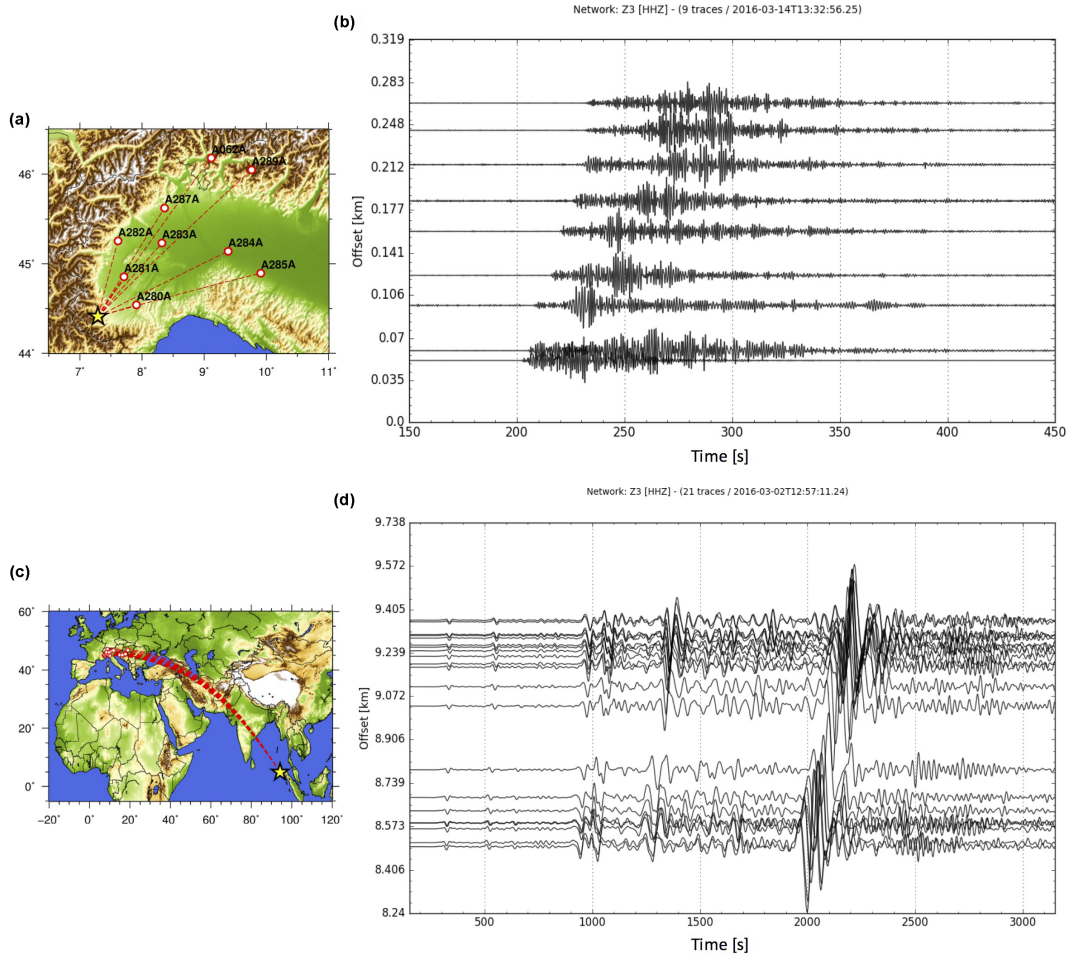 (a)
A062A
A289A
A287A
A282A
A283A
A284A
A281A
A285A
A280A
46˚
45˚
44˚
7˚ 8˚ 9˚ 10˚ 11˚
(b)
Network: Z3 [HHZ] - (9 traces / 2016-03-14T13:32:56.25)
0.319
0.283
0.248
0.212
0.177
0.141
0.106
0.07
0.035
0.0
Offset [km]
150 200 250 300 350 400 450
Time [s]
(c)
60˚
40˚
20˚
0˚
−20˚ 0˚ 20˚ 40˚ 60˚ 80˚ 100˚ 120˚
(d)
Network: Z3 [HHZ] - (21 traces / 2016-03-02T12:57:11.24)
9.738
9.572
9.405
9.239
9.072
8.906
8.739
8.573
8.406
8.24
Offset [km]
500 1000 1500 2000 2500 3000
Time [s]